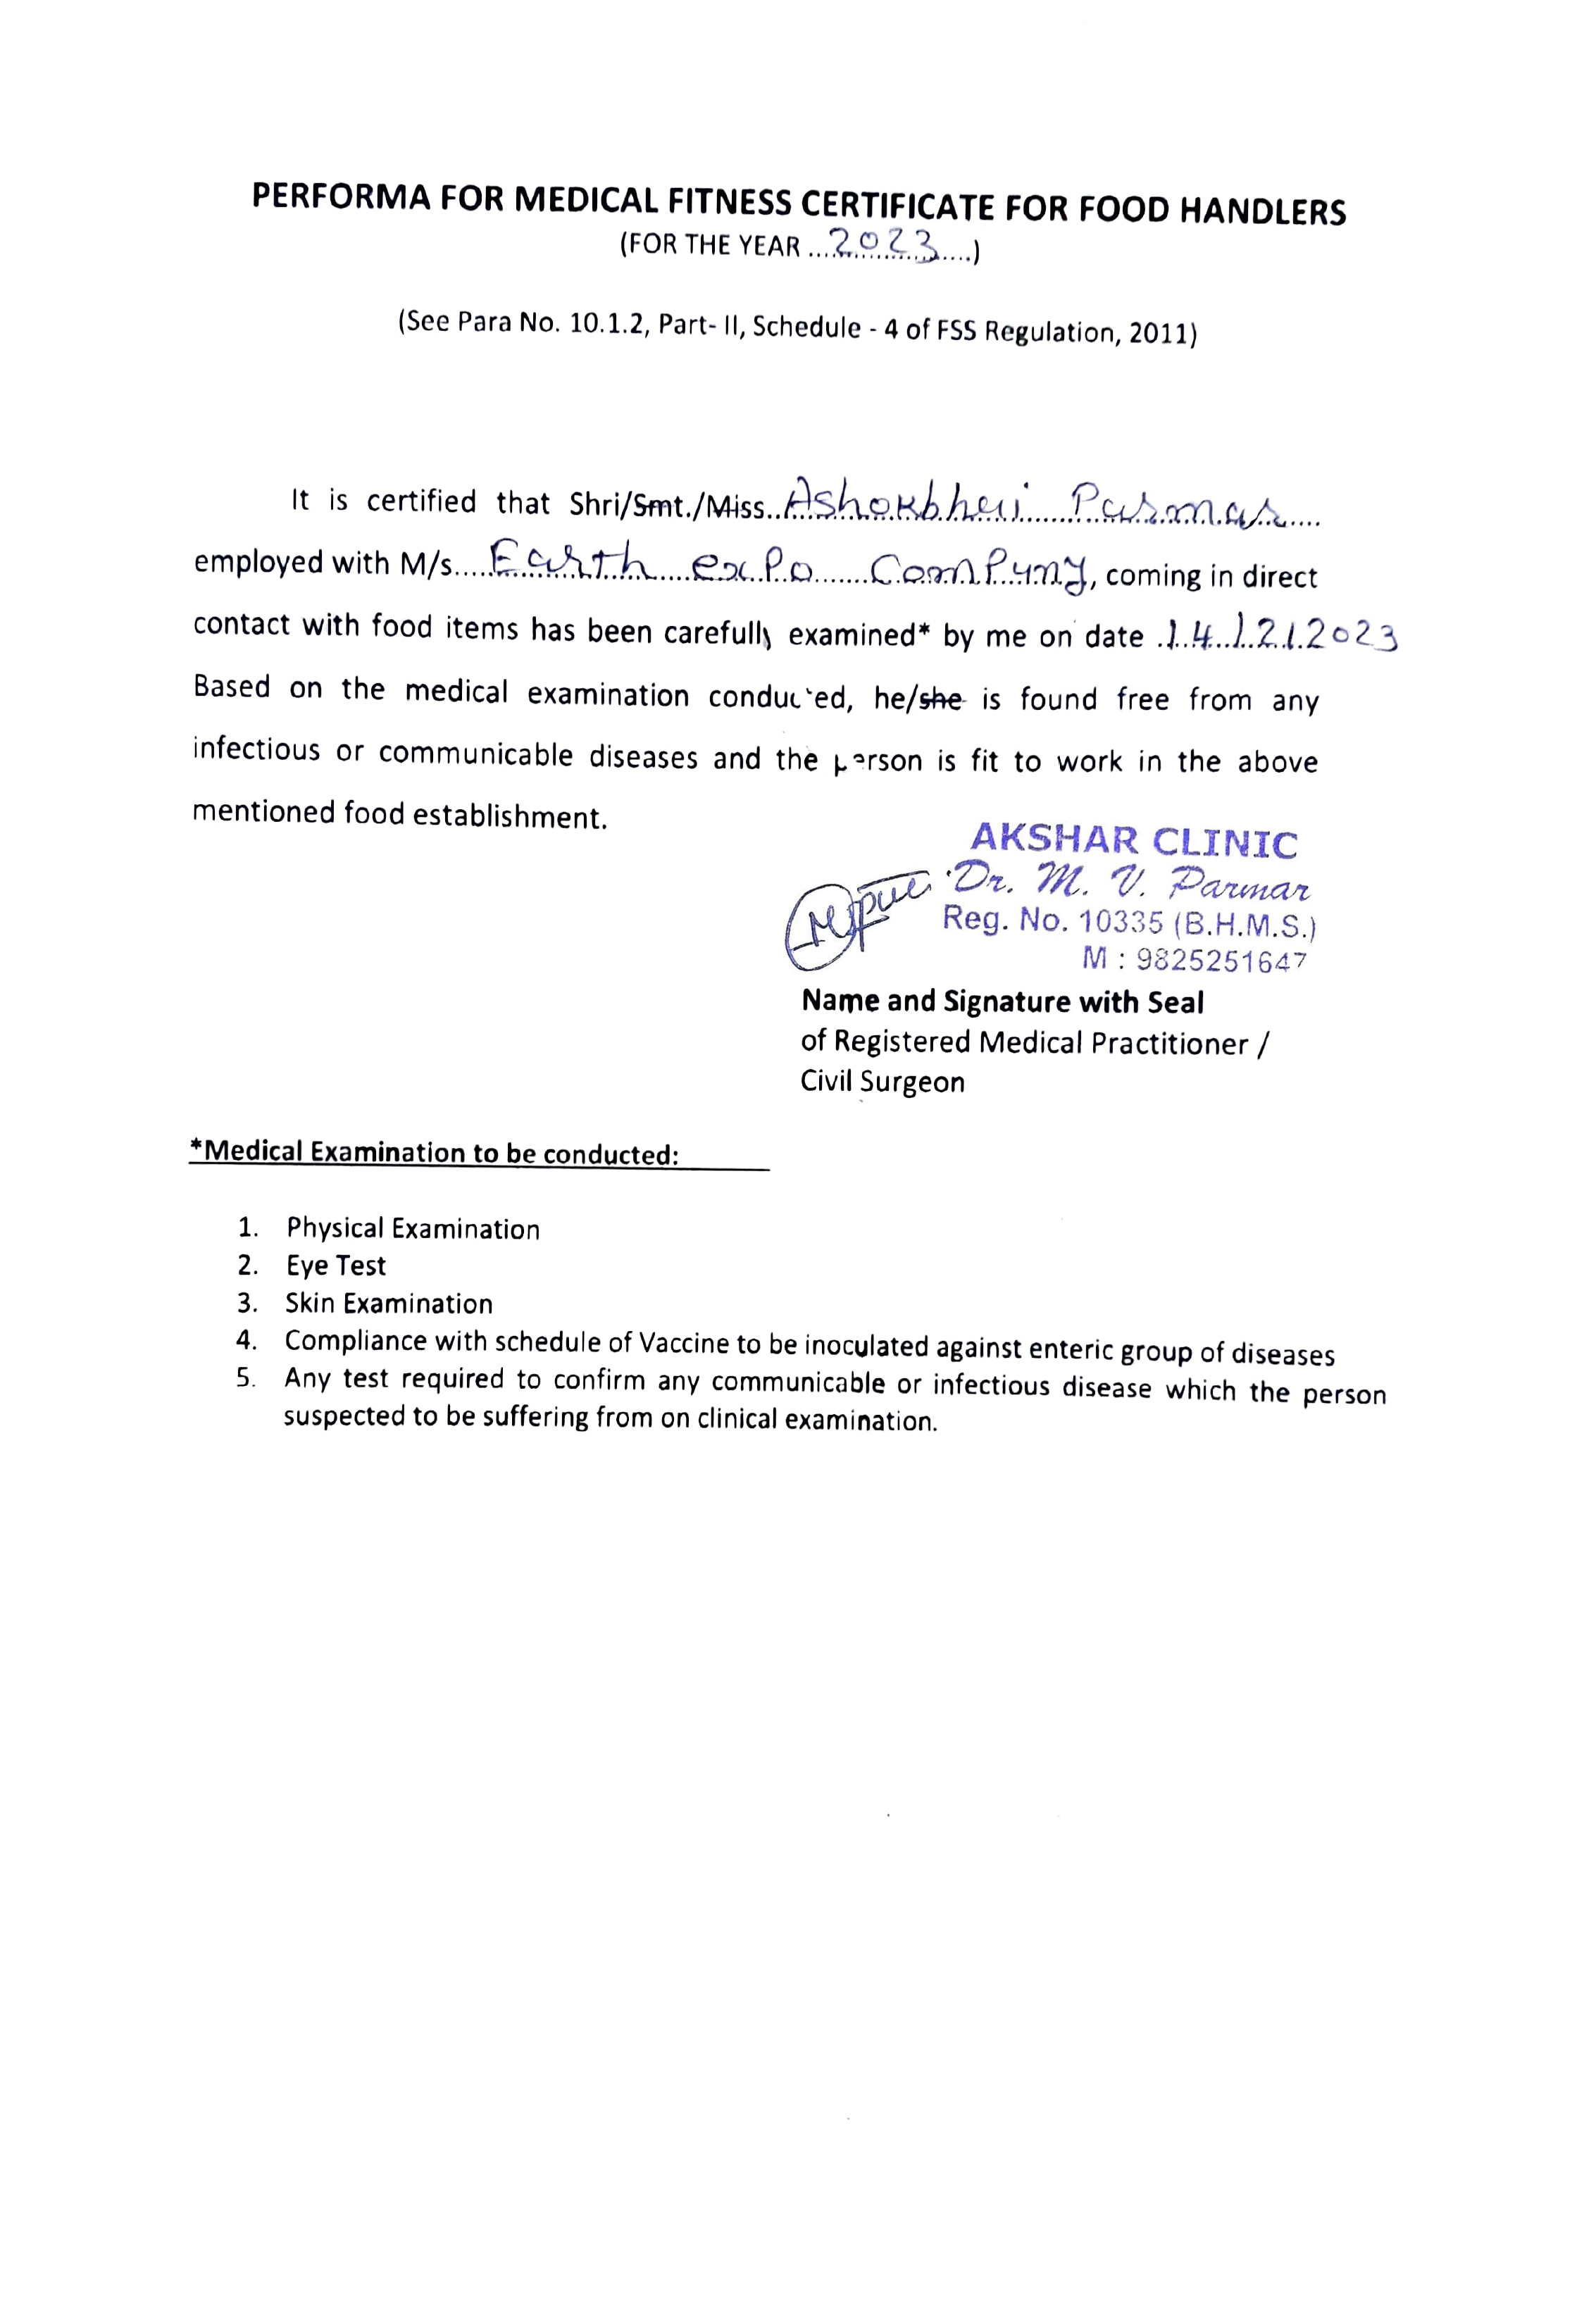 PERFORMA FOR MEDICAL FITNESS CERTIFICATE FOR FOOD HANDLERS
(FOR THE YEAR ...2023...)
(See Para No. 10.1.2, Part- II, Schedule - 4 of FSS Regulation, 2011)
It is certified that Shri/Smt./Miss..Ashokbhai Parmar....
employed with M/s.....Earth expo Company, coming in direct
contact with food items has been carefully examined* by me on date .14/12/2023
Based on the medical examination conducted, he/she is found free from any
infectious or communicable diseases and the person is fit to work in the above
mentioned food establishment.
AKSHAR CLINIC
Dr. M. V. Parmar
Reg. No. 10335 (B.H.M.S.)
M : 9825251647
Name and Signature with Seal
of Registered Medical Practitioner /
Civil Surgeon
*Medical Examination to be conducted:
1. Physical Examination
2. Eye Test
3. Skin Examination
4. Compliance with schedule of Vaccine to be inoculated against enteric group of diseases
5. Any test required to confirm any communicable or infectious disease which the person
suspected to be suffering from on clinical examination.